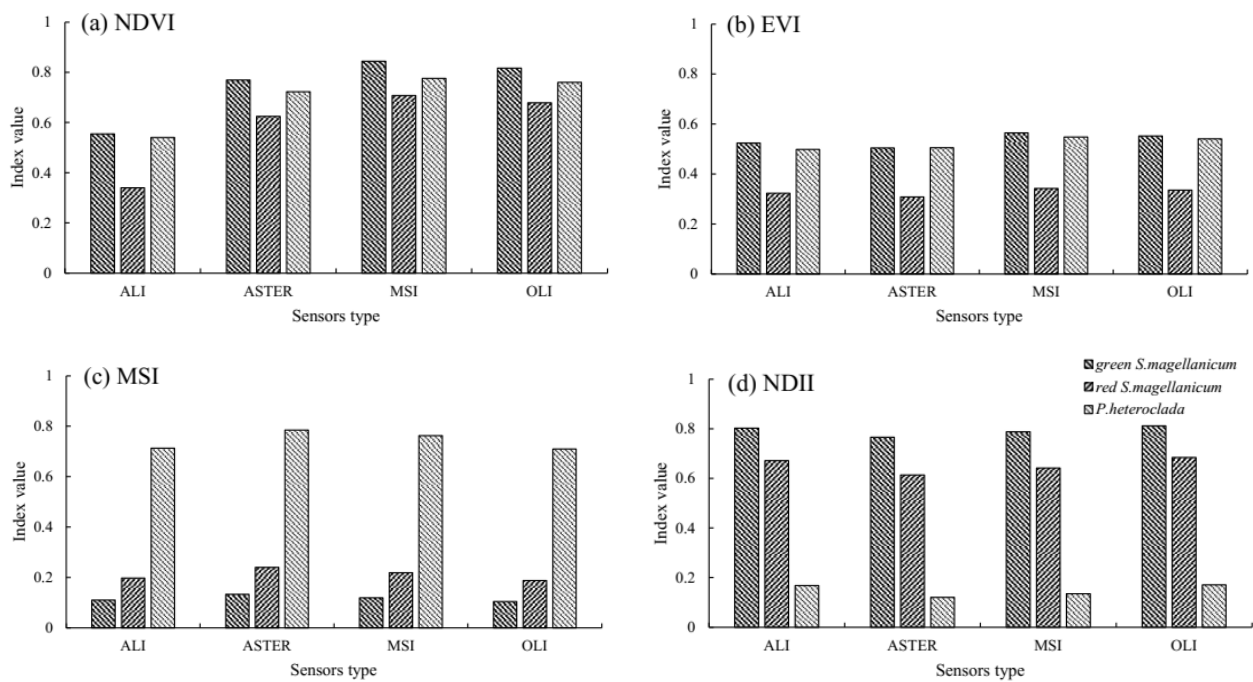 (a) NDVI
1
0.8
0.6
0.4
0.2
0
Index value
ALI ASTER MSI OLI
Sensors type
(b) EVI
1
0.8
0.6
0.4
0.2
0
Index value
ALI ASTER MSI OLI
Sensors type
(c) MSI
1
0.8
0.6
0.4
0.2
0
Index value
ALI ASTER MSI OLI
Sensors type
(d) NDII
green S.magellanicum
red S.magellanicum
P.heteroclada
1
0.8
0.6
0.4
0.2
0
Index value
ALI ASTER MSI OLI
Sensors type